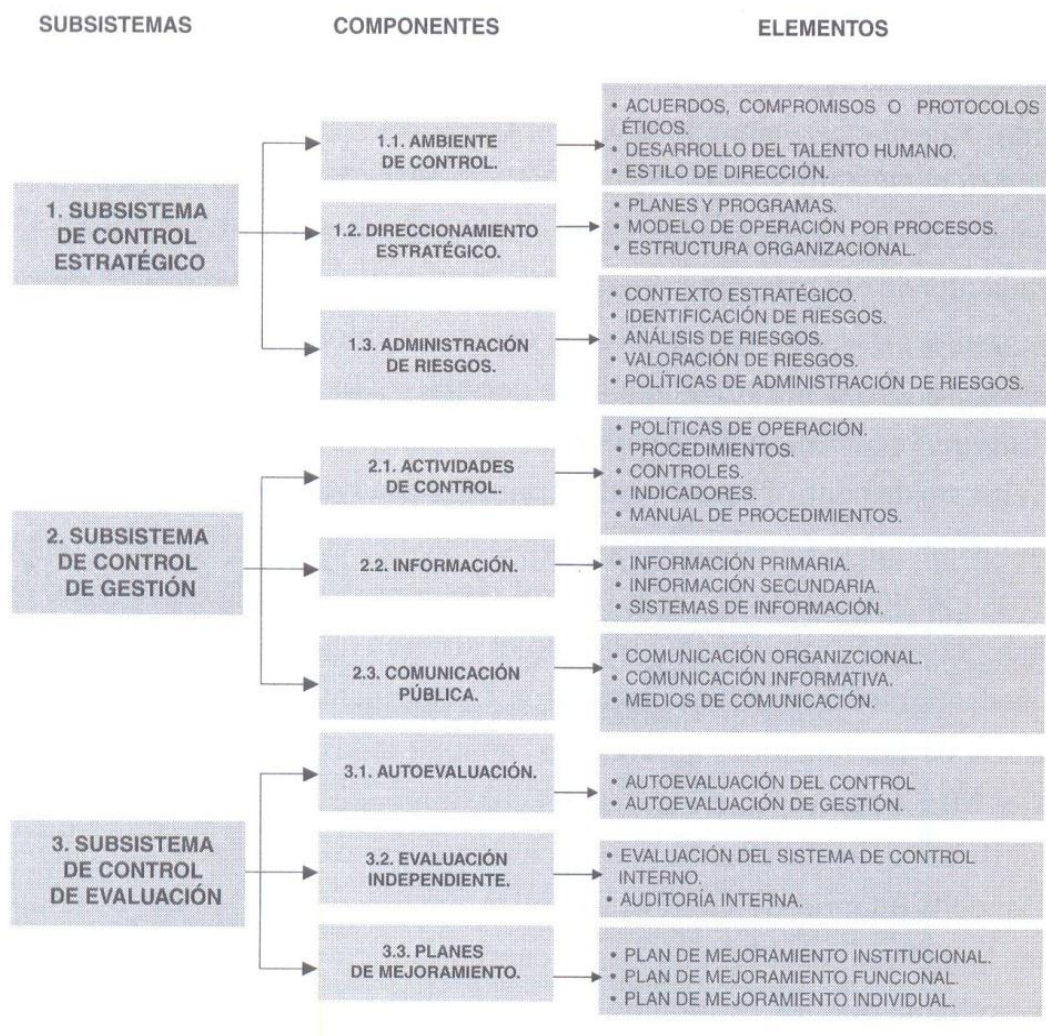 SUBSISTEMAS
COMPONENTES
ELEMENTOS
1. SUBSISTEMA
DE CONTROL
ESTRATÉGICO
1.1. AMBIENTE
DE CONTROL.
• ACUERDOS, COMPROMISOS O PROTOCOLOS
ÉTICOS.
• DESARROLLO DEL TALENTO HUMANO.
• ESTILO DE DIRECCIÓN.
1.2. DIRECCIONAMIENTO
ESTRATÉGICO.
• PLANES Y PROGRAMAS.
• MODELO DE OPERACIÓN POR PROCESOS.
• ESTRUCTURA ORGANIZACIONAL.
1.3. ADMINISTRACIÓN
DE RIESGOS.
• CONTEXTO ESTRATÉGICO.
• IDENTIFICACIÓN DE RIESGOS.
• ANÁLISIS DE RIESGOS.
• VALORACIÓN DE RIESGOS.
• POLÍTICAS DE ADMINISTRACIÓN DE RIESGOS.
2. SUBSISTEMA
DE CONTROL
DE GESTIÓN
2.1. ACTIVIDADES
DE CONTROL.
• POLÍTICAS DE OPERACIÓN.
• PROCEDIMIENTOS.
• CONTROLES.
• INDICADORES.
• MANUAL DE PROCEDIMIENTOS.
2.2. INFORMACIÓN.
• INFORMACIÓN PRIMARIA.
• INFORMACIÓN SECUNDARIA.
• SISTEMAS DE INFORMACIÓN.
2.3. COMUNICACIÓN
PÚBLICA.
• COMUNICACIÓN ORGANIZCIONAL.
• COMUNICACIÓN INFORMATIVA.
• MEDIOS DE COMUNICACIÓN.
3. SUBSISTEMA
DE CONTROL
DE EVALUACIÓN
3.1. AUTOEVALUACIÓN.
• AUTOEVALUACIÓN DEL CONTROL
• AUTOEVALUACIÓN DE GESTIÓN.
3.2. EVALUACIÓN
INDEPENDIENTE.
• EVALUACIÓN DEL SISTEMA DE CONTROL
INTERNO.
• AUDITORÍA INTERNA.
3.3. PLANES
DE MEJORAMIENTO.
• PLAN DE MEJORAMIENTO INSTITUCIONAL.
• PLAN DE MEJORAMIENTO FUNCIONAL.
• PLAN DE MEJORAMIENTO INDIVIDUAL.